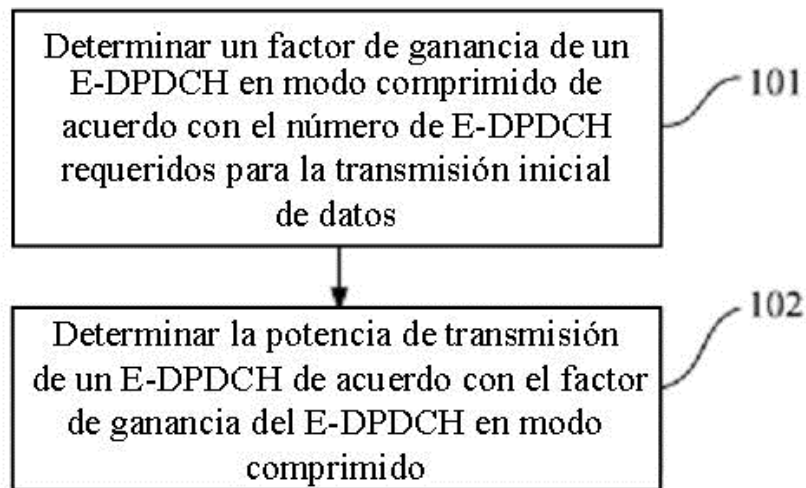 Determinar un factor de ganancia de un
E-DPDCH en modo comprimido de
acuerdo con el número de E-DPDCH
requeridos para la transmisión inicial
de datos
101
Determinar la potencia de transmisión
de un E-DPDCH de acuerdo con el factor
de ganancia del E-DPDCH en modo
comprimido
102